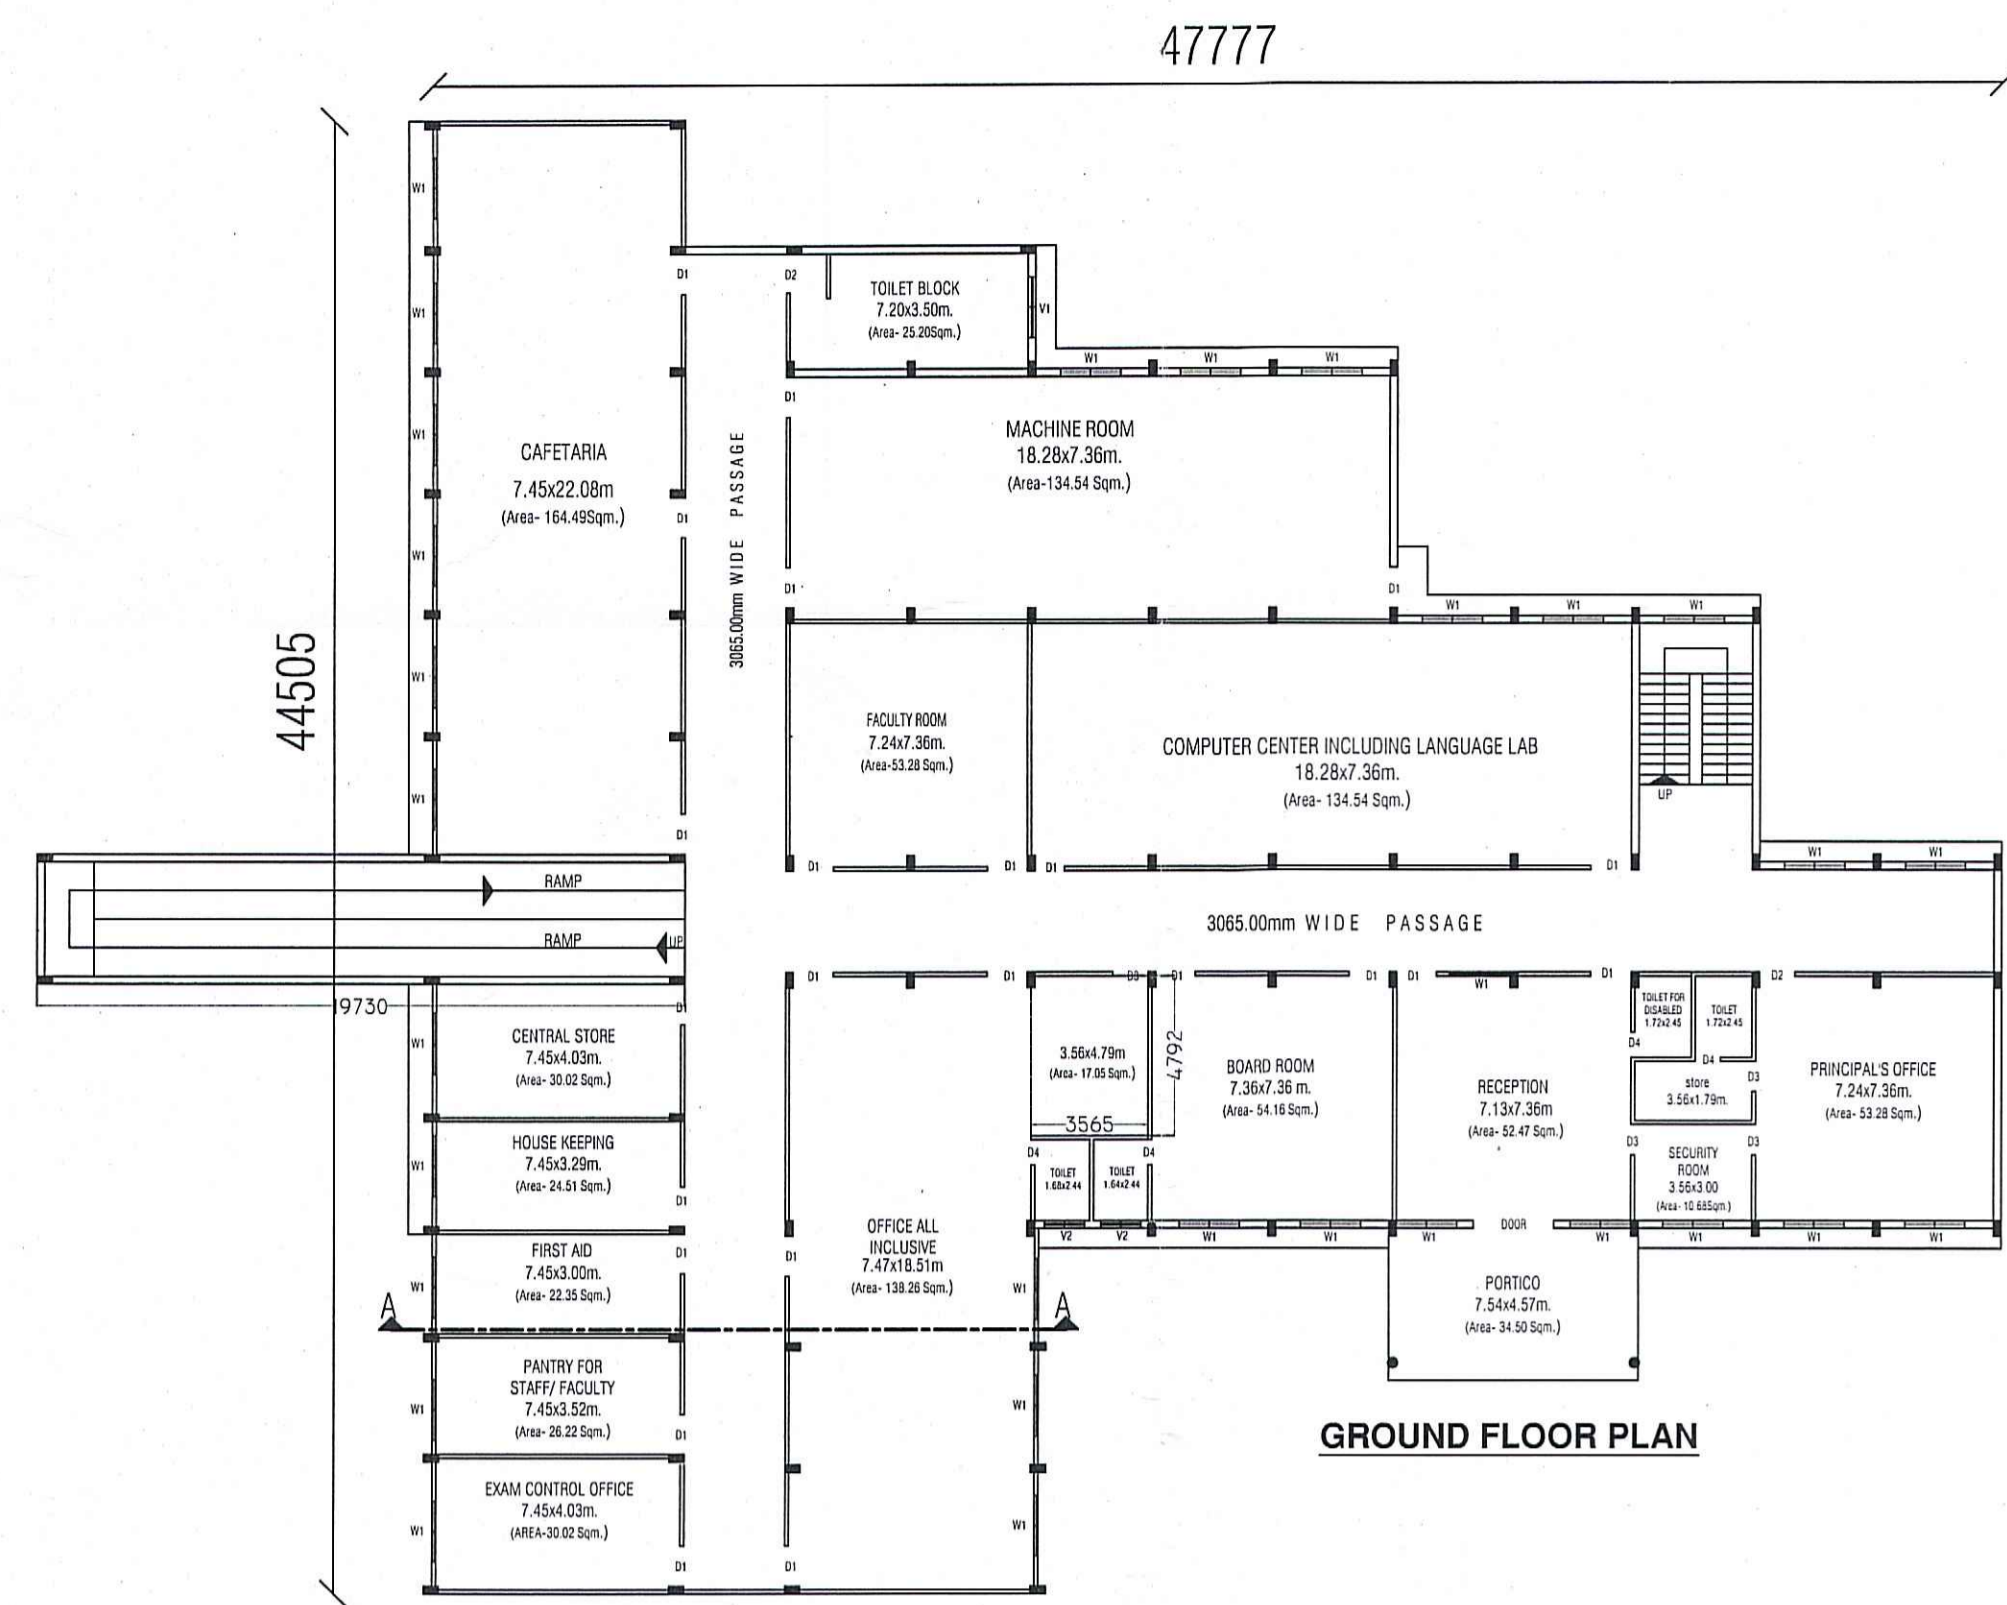 47777
44505
W1
W1
W1
W1
W1
W1
CAFETARIA
7.45x22.08m
(Area- 164.49Sqm.)
D1
D1
D1
3065.00mm WIDE PASSAGE
D2
TOILET BLOCK
7.20x3.50m.
(Area- 25.20Sqm.)
V1
W1
W1
W1
D1
MACHINE ROOM
18.28x7.36m.
(Area-134.54 Sqm.)
D1
D1
W1
W1
W1
FACULTY ROOM
7.24x7.36m.
(Area-53.28 Sqm.)
COMPUTER CENTER INCLUDING LANGUAGE LAB
18.28x7.36m.
(Area- 134.54 Sqm.)
UP
D1
D1
D1
D1
W1
W1
RAMP
RAMP
UP
19730
3065.00mm WIDE PASSAGE
D1
D1
D3
D1
D1
D1
W1
D1
D2
D1
W1
CENTRAL STORE
7.45x4.03m.
(Area- 30.02 Sqm.)
W1
HOUSE KEEPING
7.45x3.29m.
(Area- 24.51 Sqm.)
D1
FIRST AID
7.45x3.00m.
(Area- 22.35 Sqm.)
D1
W1
A
A
PANTRY FOR
STAFF/ FACULTY
7.45x3.52m.
(Area- 26.22 Sqm.)
W1
D1
EXAM CONTROL OFFICE
7.45x4.03m.
(AREA-30.02 Sqm.)
W1
D1
D1
D1
OFFICE ALL
INCLUSIVE
7.47x18.51m
(Area- 138.26 Sqm.)
W1
W1
W1
3.56x4.79m
(Area- 17.05 Sqm.)
4792
3565
D4
D4
TOILET
1.68x2.44
TOILET
1.64x2.44
V2
V2
BOARD ROOM
7.36x7.36 m.
(Area- 54.16 Sqm.)
W1
W1
RECEPTION
7.13x7.36m
(Area- 52.47 Sqm.)
W1
DOOR
W1
TOILET FOR
DISABLED
1.72x2.45
TOILET
1.72x2.45
D4
D4
store
3.56x1.79m.
D3
D3
D3
SECURITY
ROOM
3.56x3.00
(Area- 10.68Sqm.)
W1
PRINCIPAL'S OFFICE
7.24x7.36m.
(Area- 53.28 Sqm.)
W1
W1
PORTICO
7.54x4.57m.
(Area- 34.50 Sqm.)
GROUND FLOOR PLAN